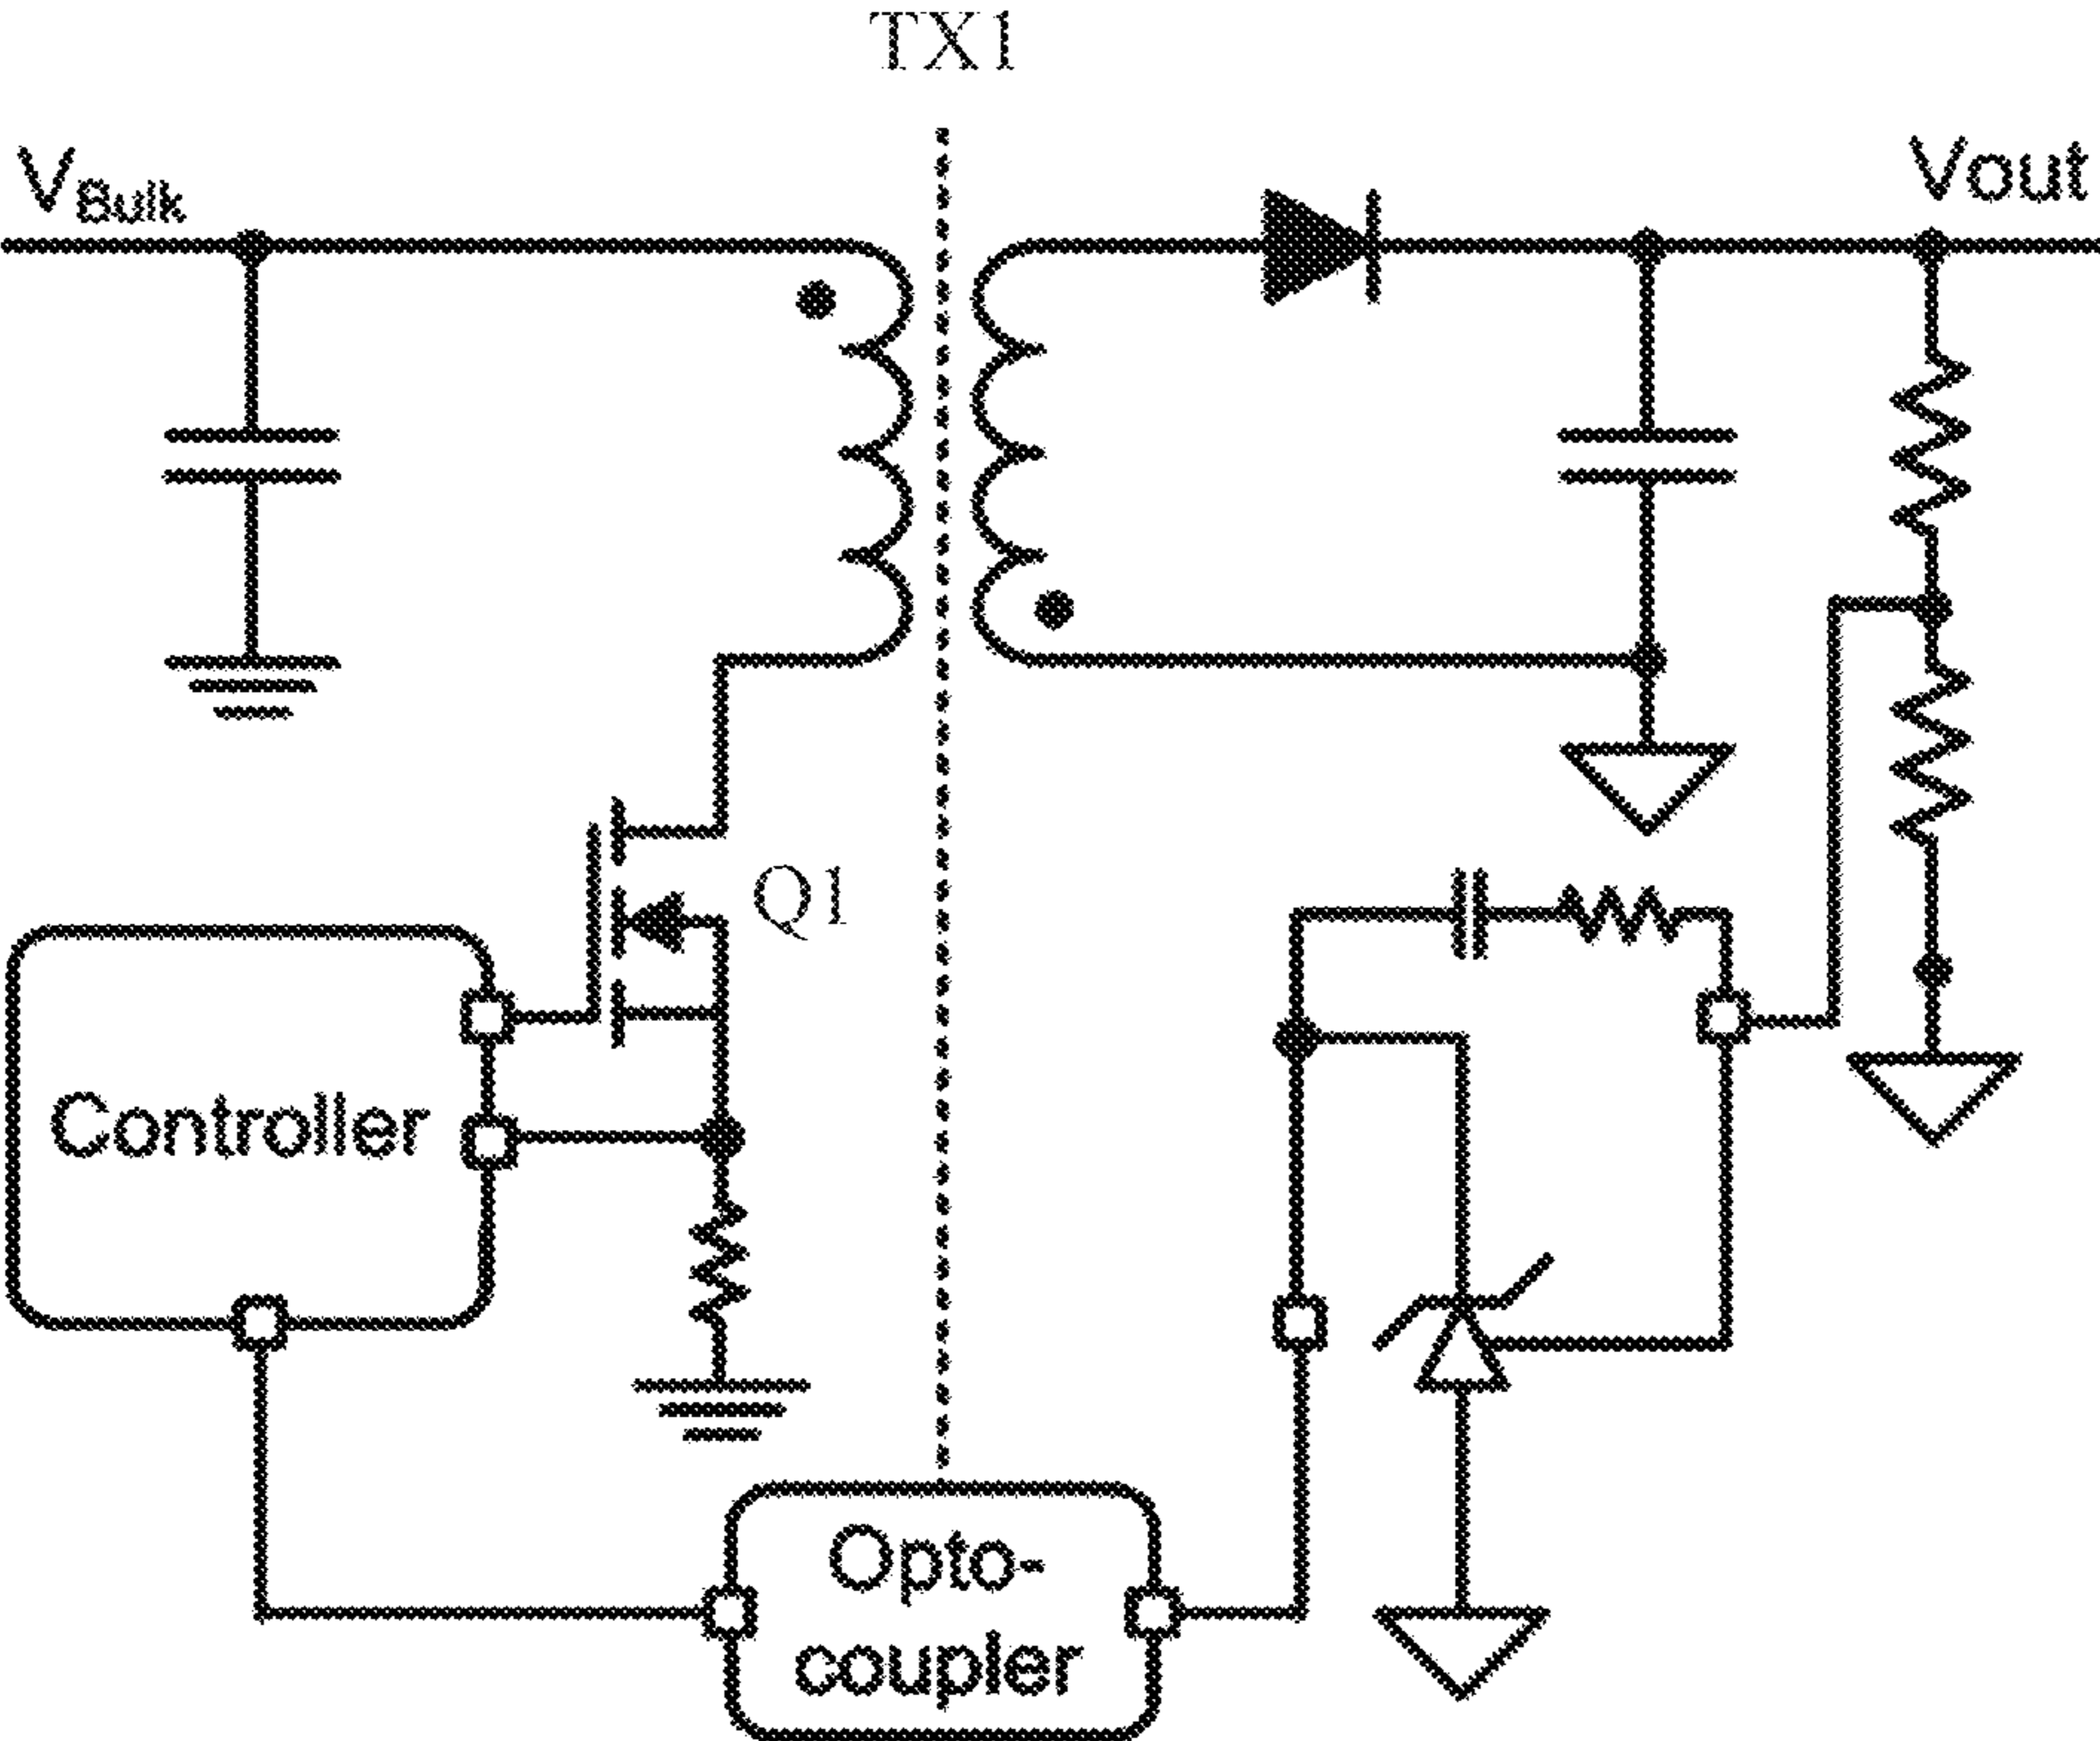 TX1
VBulk
Vout
Q1
Controller
Opto-
coupler